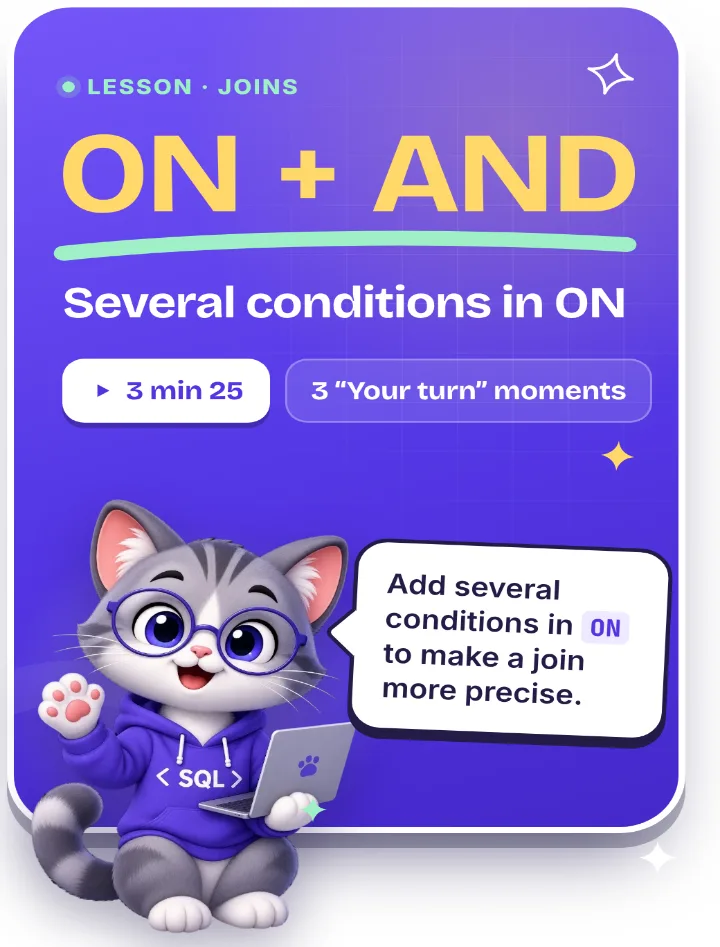 LESSON · JOINS
ON + AND
Several conditions in ON
▶ 3 min 25
3 “Your turn” moments
Add several
conditions in ON
to make a join
more precise.
< SQL >